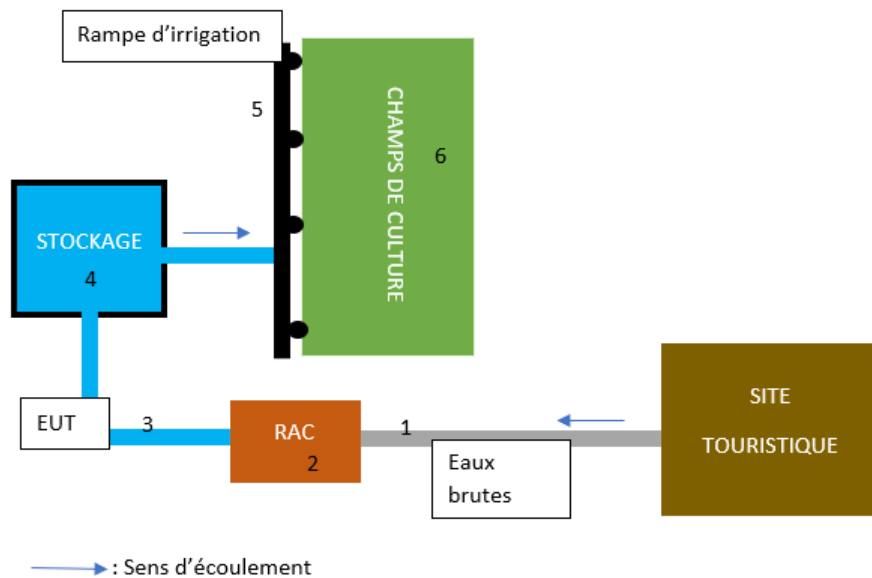 Rampe d’irrigation
5
CHAMPS DE CULTURE
6
STOCKAGE
4
EUT
3
RAC
2
1
Eaux
brutes
SITE
TOURISTIQUE
: Sens d’écoulement